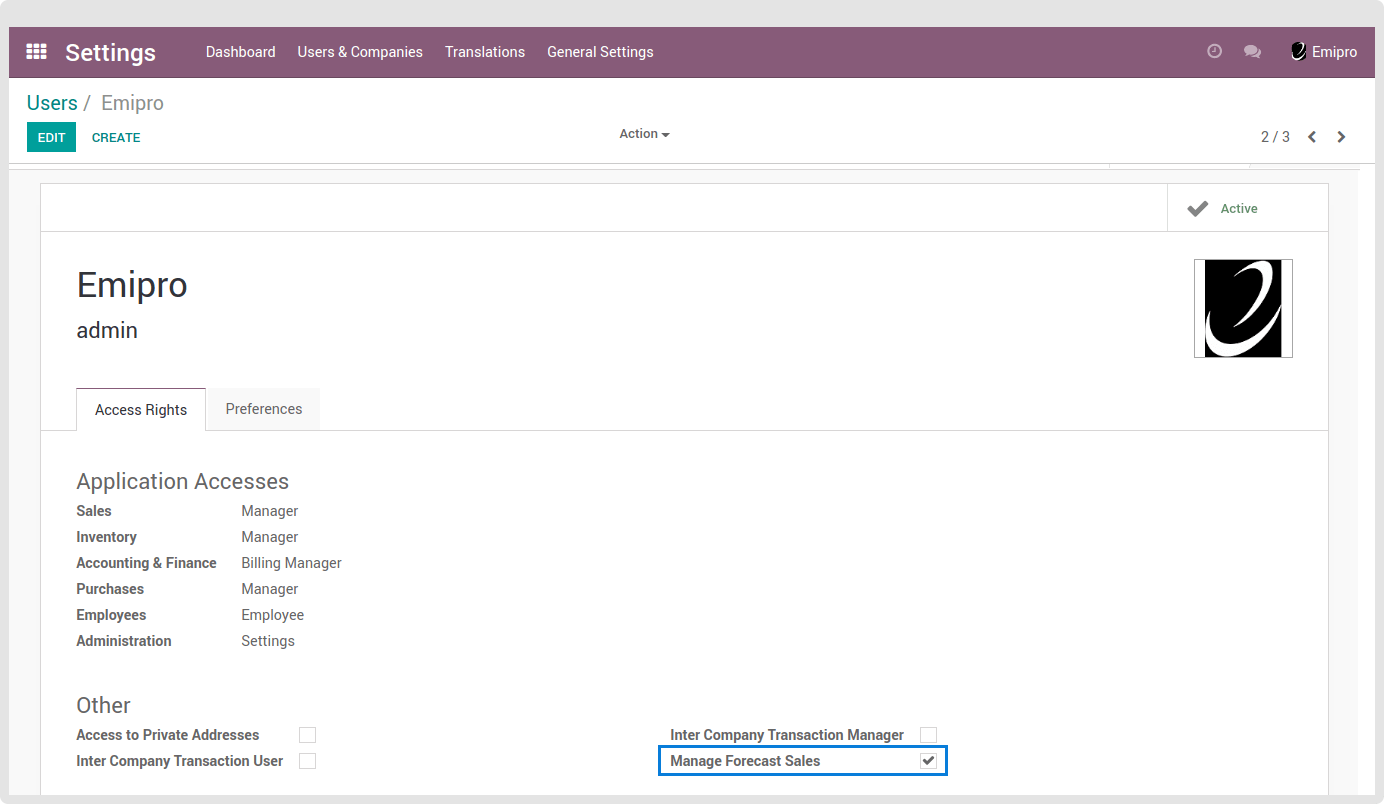 Settings Dashboard Users & Companies Translations General Settings Emipro
Users / Emipro
EDIT CREATE Action 2 / 3
Active
Emipro
admin
Access Rights Preferences
Application Accesses
Sales Manager
Inventory Manager
Accounting & Finance Billing Manager
Purchases Manager
Employees Employee
Administration Settings
Other
Access to Private Addresses Inter Company Transaction Manager
Inter Company Transaction User Manage Forecast Sales